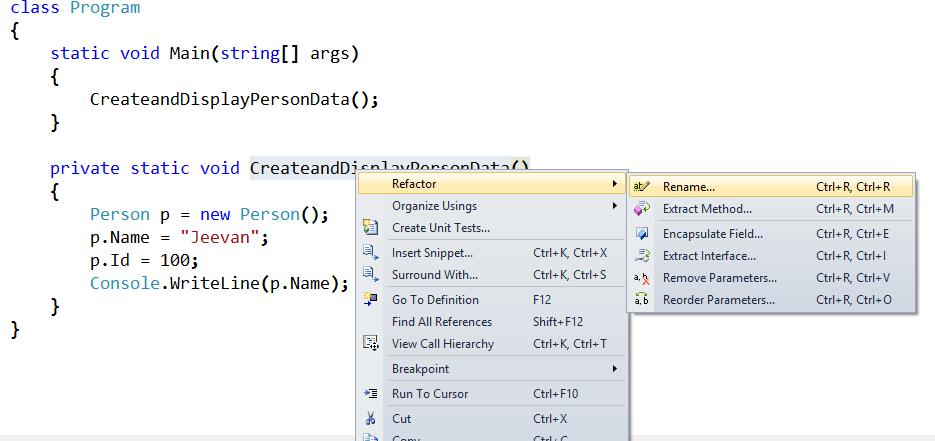 class Program
{
static void Main(string[] args)
{
CreateandDisplayPersonData();
}
private static void CreateandDisplayPersonData()
{
Person p = new Person();
p.Name = "Jeevan";
p.Id = 100;
Console.WriteLine(p.Name);
}
}
Refactor
Organize Usings
Create Unit Tests...
Insert Snippet... Ctrl+K, Ctrl+X
Surround With... Ctrl+K, Ctrl+S
Go To Definition F12
Find All References Shift+F12
View Call Hierarchy Ctrl+K, Ctrl+T
Breakpoint
Run To Cursor Ctrl+F10
Cut Ctrl+X
Copy Ctrl+C
Rename... Ctrl+R, Ctrl+R
Extract Method... Ctrl+R, Ctrl+M
Encapsulate Field... Ctrl+R, Ctrl+E
Extract Interface... Ctrl+R, Ctrl+I
Remove Parameters... Ctrl+R, Ctrl+V
Reorder Parameters... Ctrl+R, Ctrl+O